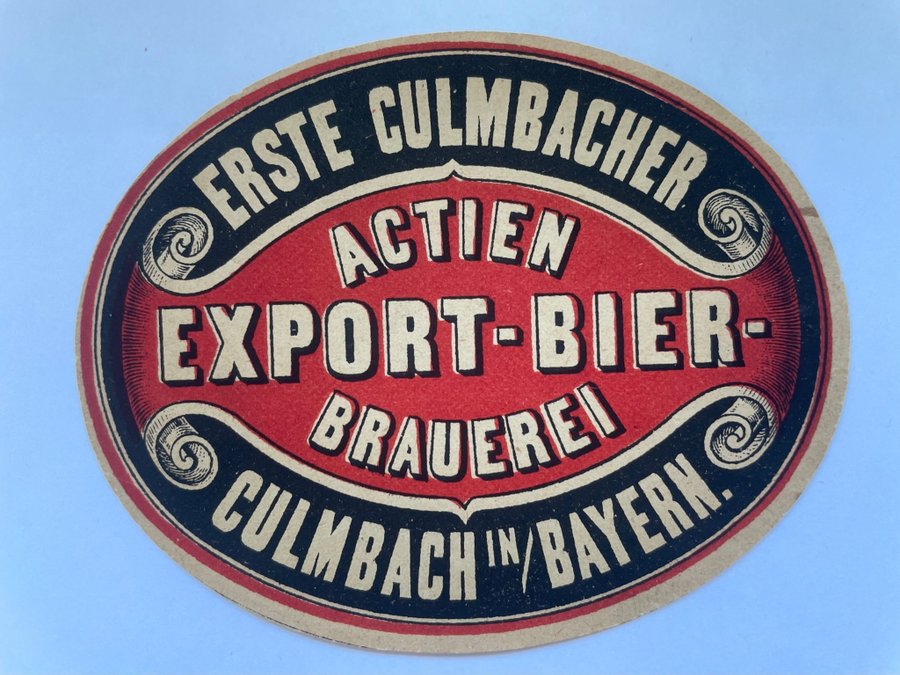 ERSTE CULMBACHER
ACTIEN
EXPORT-BIER-
BRAUEREI
CULMBACH IN/BAYERN.